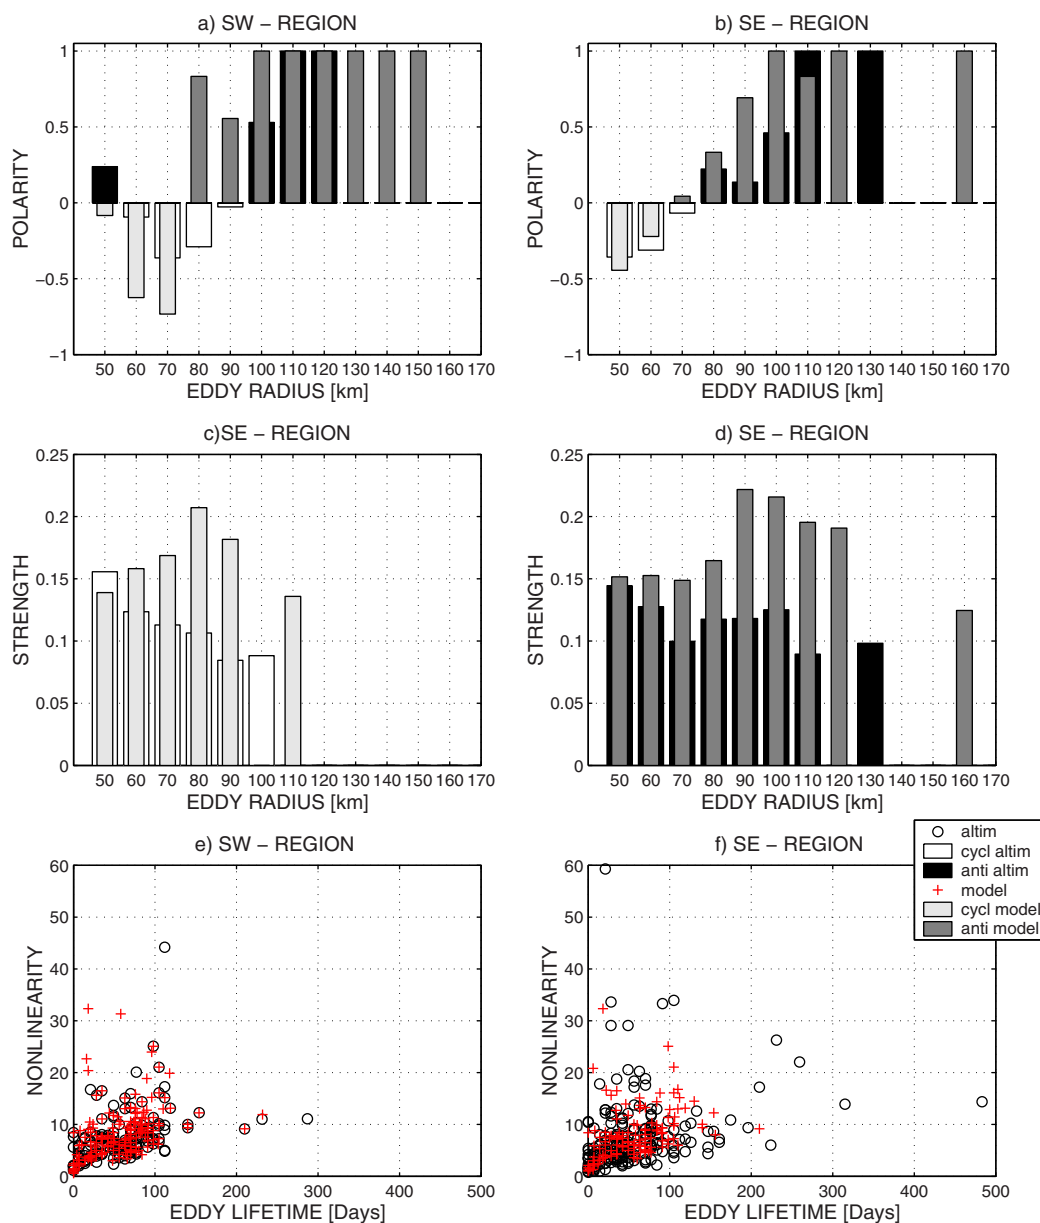 a) SW − REGION
1
0.5
0
−0.5
−1
POLARITY
50 60 70 80 90 100 110 120 130 140 150 160 170
EDDY RADIUS [km]
b) SE − REGION
1
0.5
0
−0.5
−1
POLARITY
50 60 70 80 90 100 110 120 130 140 150 160 170
EDDY RADIUS [km]
c)SE − REGION
0.25
0.2
0.15
0.1
0.05
0
STRENGTH
50 60 70 80 90 100 110 120 130 140 150 160 170
EDDY RADIUS [km]
d) SE − REGION
0.25
0.2
0.15
0.1
0.05
0
STRENGTH
50 60 70 80 90 100 110 120 130 140 150 160 170
EDDY RADIUS [km]
e) SW − REGION
60
50
40
30
20
10
0
NONLINEARITY
0 100 200 300 400 500
EDDY LIFETIME [Days]
f) SE − REGION
60
50
40
30
20
10
0
NONLINEARITY
0 100 200 300 400 500
EDDY LIFETIME [Days]
altim
cycl altim
anti altim
model
cycl model
anti model